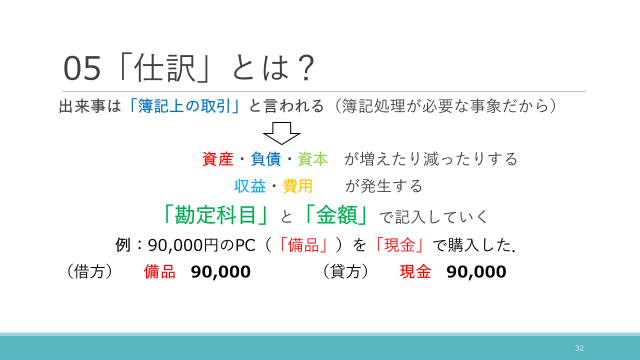 05「仕訳」とは？
出来事は「簿記上の取引」と言われる（簿記処理が必要な事象だから）
資産・負債・資本　が増えたり減ったりする
収益・費用　　が発生する
「勘定科目」と「金額」で記入していく
例：90,000円のPC（「備品」）を「現金」で購入した.
（借方）　備品　90,000　　　　（貸方）　現金　90,000
32